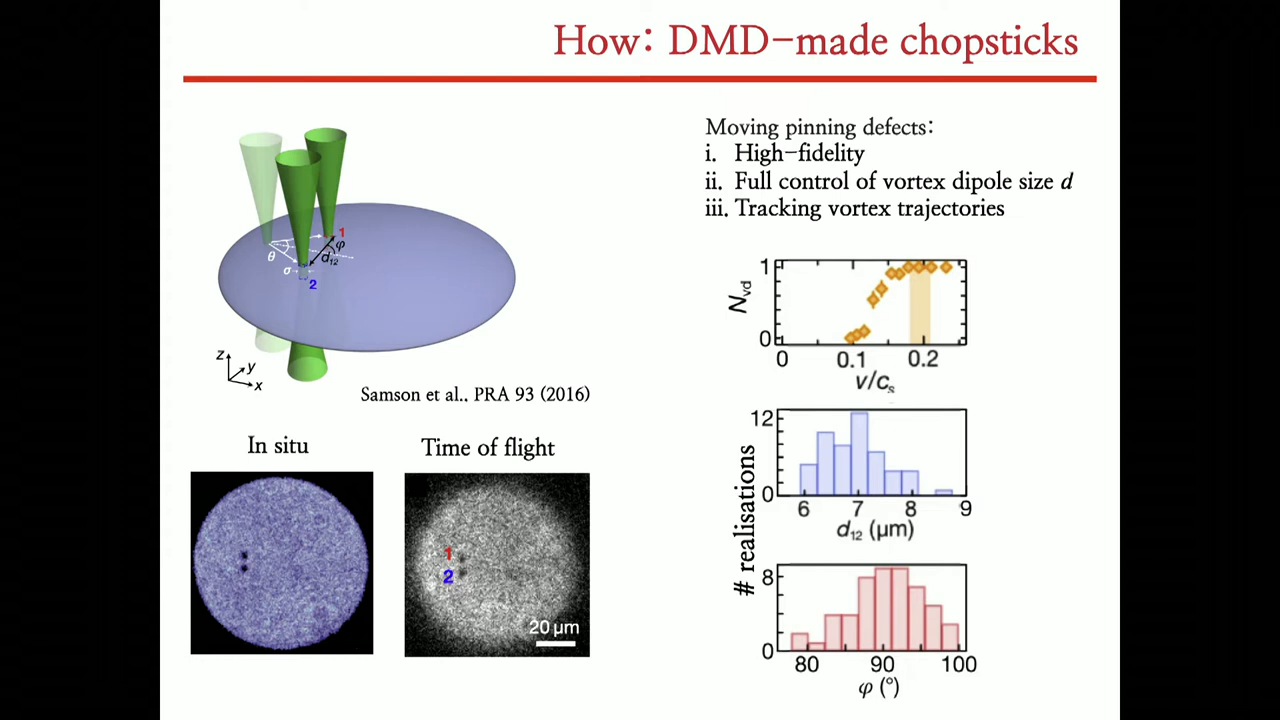 How: DMD-made chopsticks
Moving pinning defects:
i. High-fidelity
ii. Full control of vortex dipole size d
iii. Tracking vortex trajectories
1
φ
θ
d12
σ
2
z
y
x
Samson et al., PRA 93 (2016)
In situ
Time of flight
1
2
20 μm
1
Nvd
0
0 0.1 0.2
v/cs
12
0
6 7 8 9
d12 (μm)
# realisations
8
0
80 90 100
φ (°)